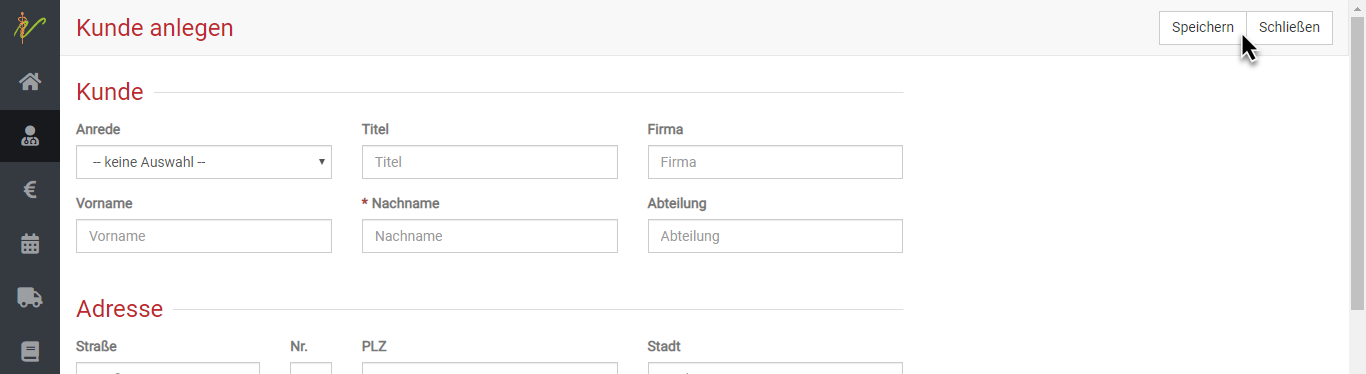 Kunde anlegen
Speichern Schließen
Kunde
Anrede Titel Firma
-- keine Auswahl -- Titel Firma
Vorname * Nachname Abteilung
Vorname Nachname Abteilung
Adresse
Straße Nr. PLZ Stadt